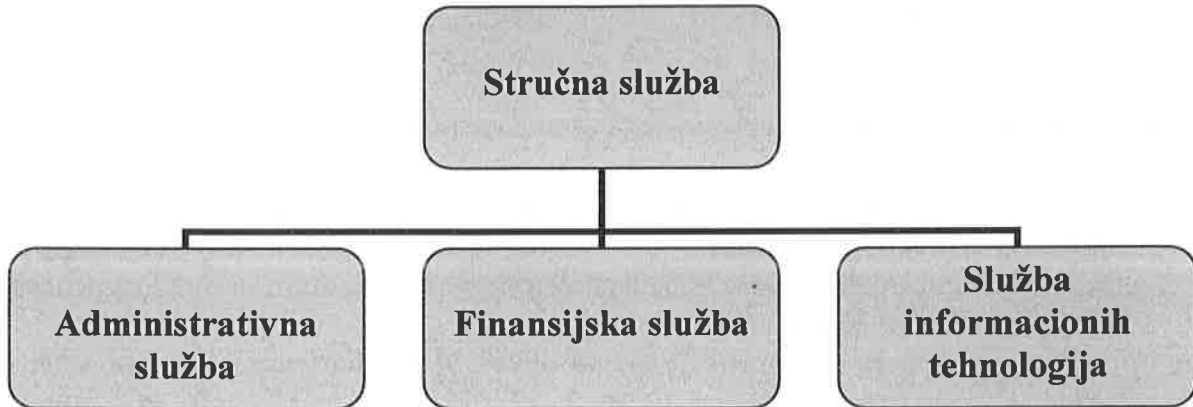 Stručna služba
Administrativna
služba
Finansijska služba
Služba
informacionih
tehnologija